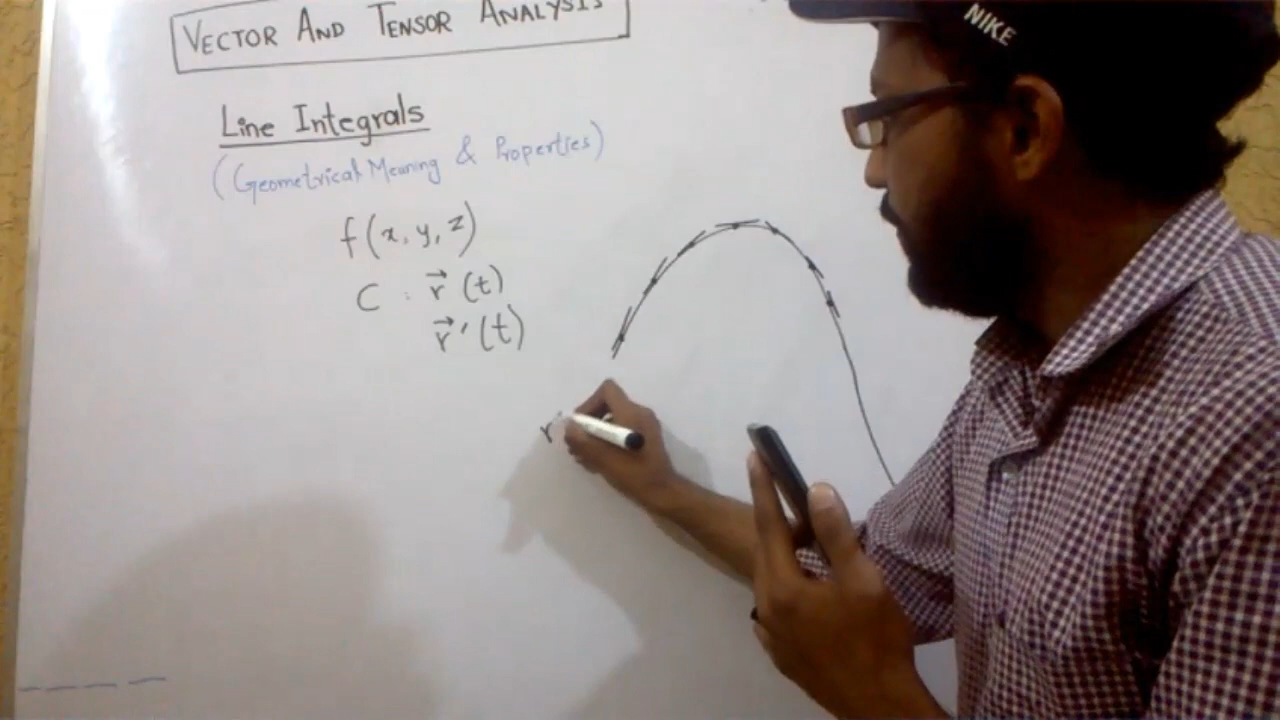 VECTOR AND TENSOR ANALYSIS
Line Integrals
(Geometrical Meaning & Properties)
f(x, y, z)
C : r⃗ (t)
r⃗ ′(t)
r
NIKE